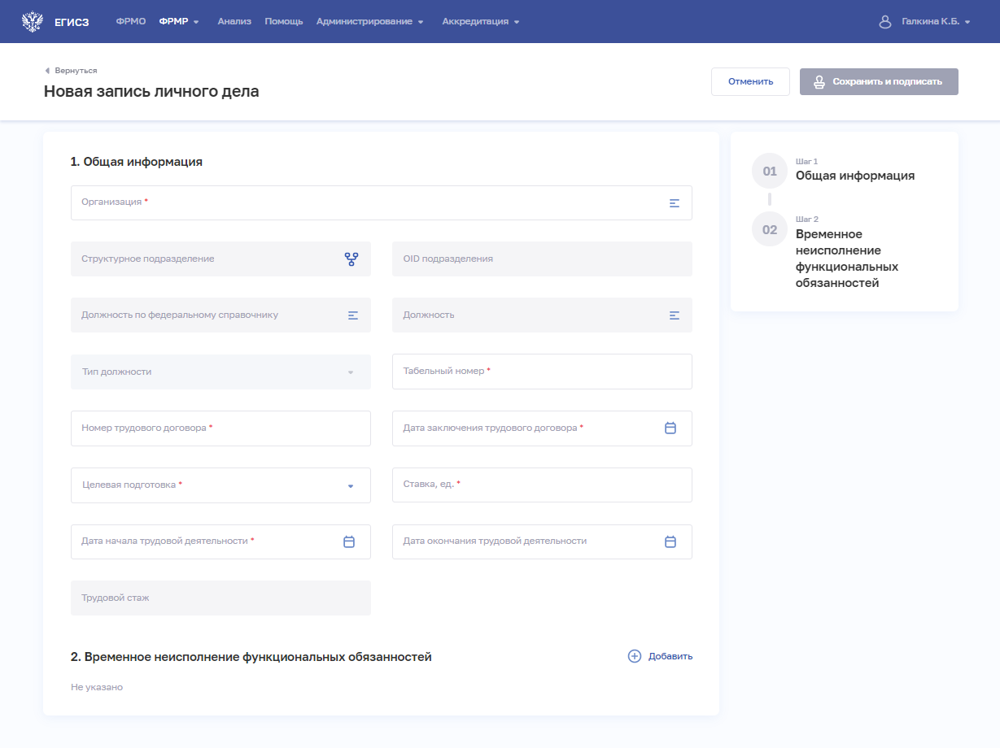 ЕГИСЗ
ФРМО
ФРМР
Анализ
Помощь
Администрирование
Аккредитация
Галкина К.Б.
Вернуться
Новая запись личного дела
Отменить
Сохранить и подписать
1. Общая информация
Организация *
Структурное подразделение
OID подразделения
Должность по федеральному справочнику
Должность
Тип должности
Табельный номер *
Номер трудового договора *
Дата заключения трудового договора *
Целевая подготовка *
Ставка, ед. *
Дата начала трудовой деятельности *
Дата окончания трудовой деятельности
Трудовой стаж
2. Временное неисполнение функциональных обязанностей
Добавить
Не указано
01
Шаг 1
Общая информация
02
Шаг 2
Временное
неисполнение
функциональных
обязанностей